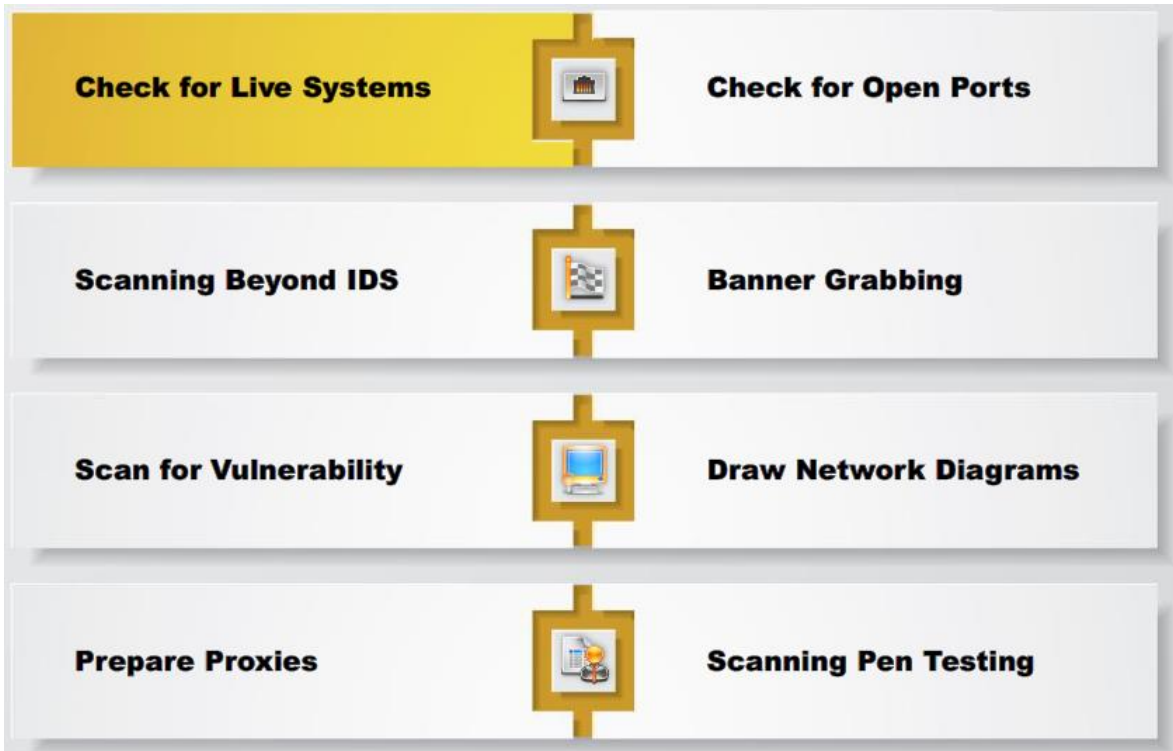 Check for Live Systems
Check for Open Ports
Scanning Beyond IDS
Banner Grabbing
Scan for Vulnerability
Draw Network Diagrams
Prepare Proxies
Scanning Pen Testing